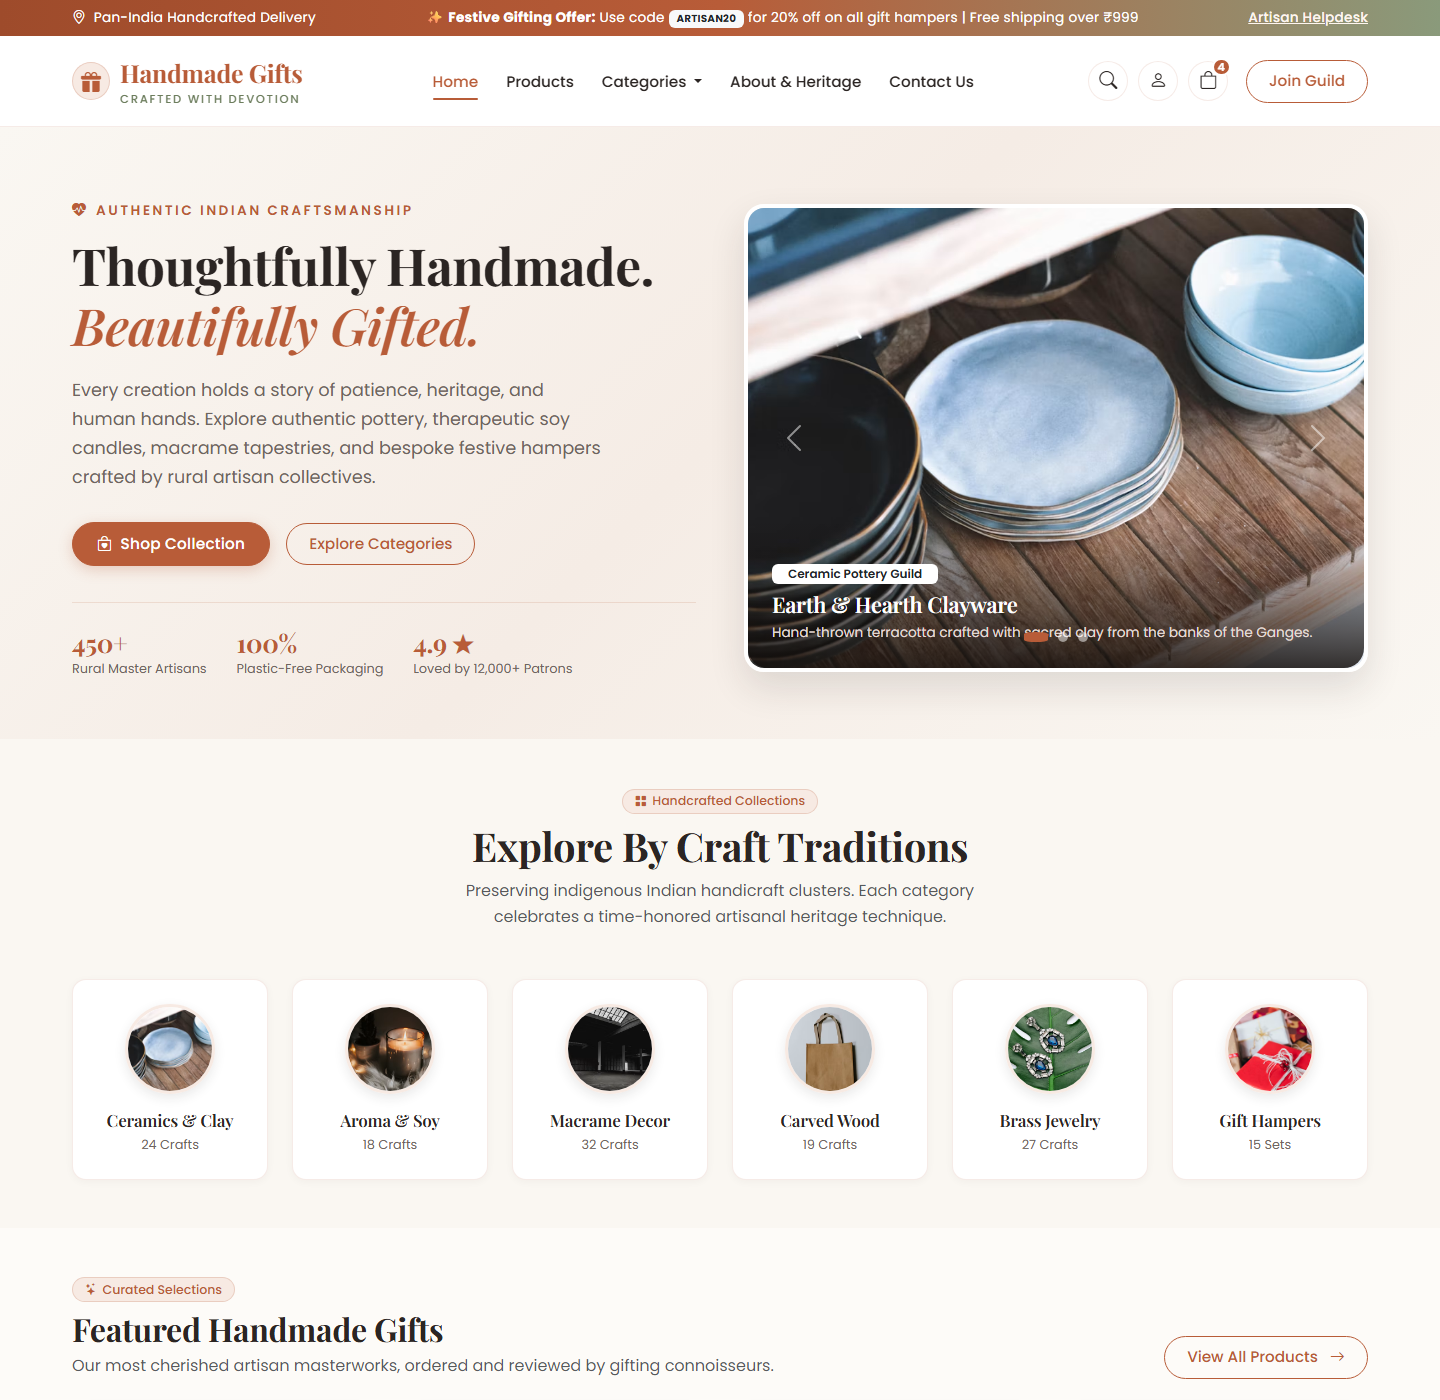 Pan-India Handcrafted Delivery
✨ Festive Gifting Offer: Use code ARTISAN20 for 20% off on all gift hampers | Free shipping over ₹999
Artisan Helpdesk
Handmade Gifts
CRAFTED WITH DEVOTION
Home
Products
Categories
About & Heritage
Contact Us
4
Join Guild
AUTHENTIC INDIAN CRAFTSMANSHIP
Thoughtfully Handmade.
Beautifully Gifted.
Every creation holds a story of patience, heritage, and
human hands. Explore authentic pottery, therapeutic soy
candles, macrame tapestries, and bespoke festive hampers
crafted by rural artisan collectives.
Shop Collection
Explore Categories
450+
Rural Master Artisans
100%
Plastic-Free Packaging
4.9 ★
Loved by 12,000+ Patrons
Ceramic Pottery Guild
Earth & Hearth Clayware
Hand-thrown terracotta crafted with sacred clay from the banks of the Ganges.
Handcrafted Collections
Explore By Craft Traditions
Preserving indigenous Indian handicraft clusters. Each category
celebrates a time-honored artisanal heritage technique.
Ceramics & Clay
24 Crafts
Aroma & Soy
18 Crafts
Macrame Decor
32 Crafts
Carved Wood
19 Crafts
Brass Jewelry
27 Crafts
Gift Hampers
15 Sets
Curated Selections
Featured Handmade Gifts
Our most cherished artisan masterworks, ordered and reviewed by gifting connoisseurs.
View All Products →